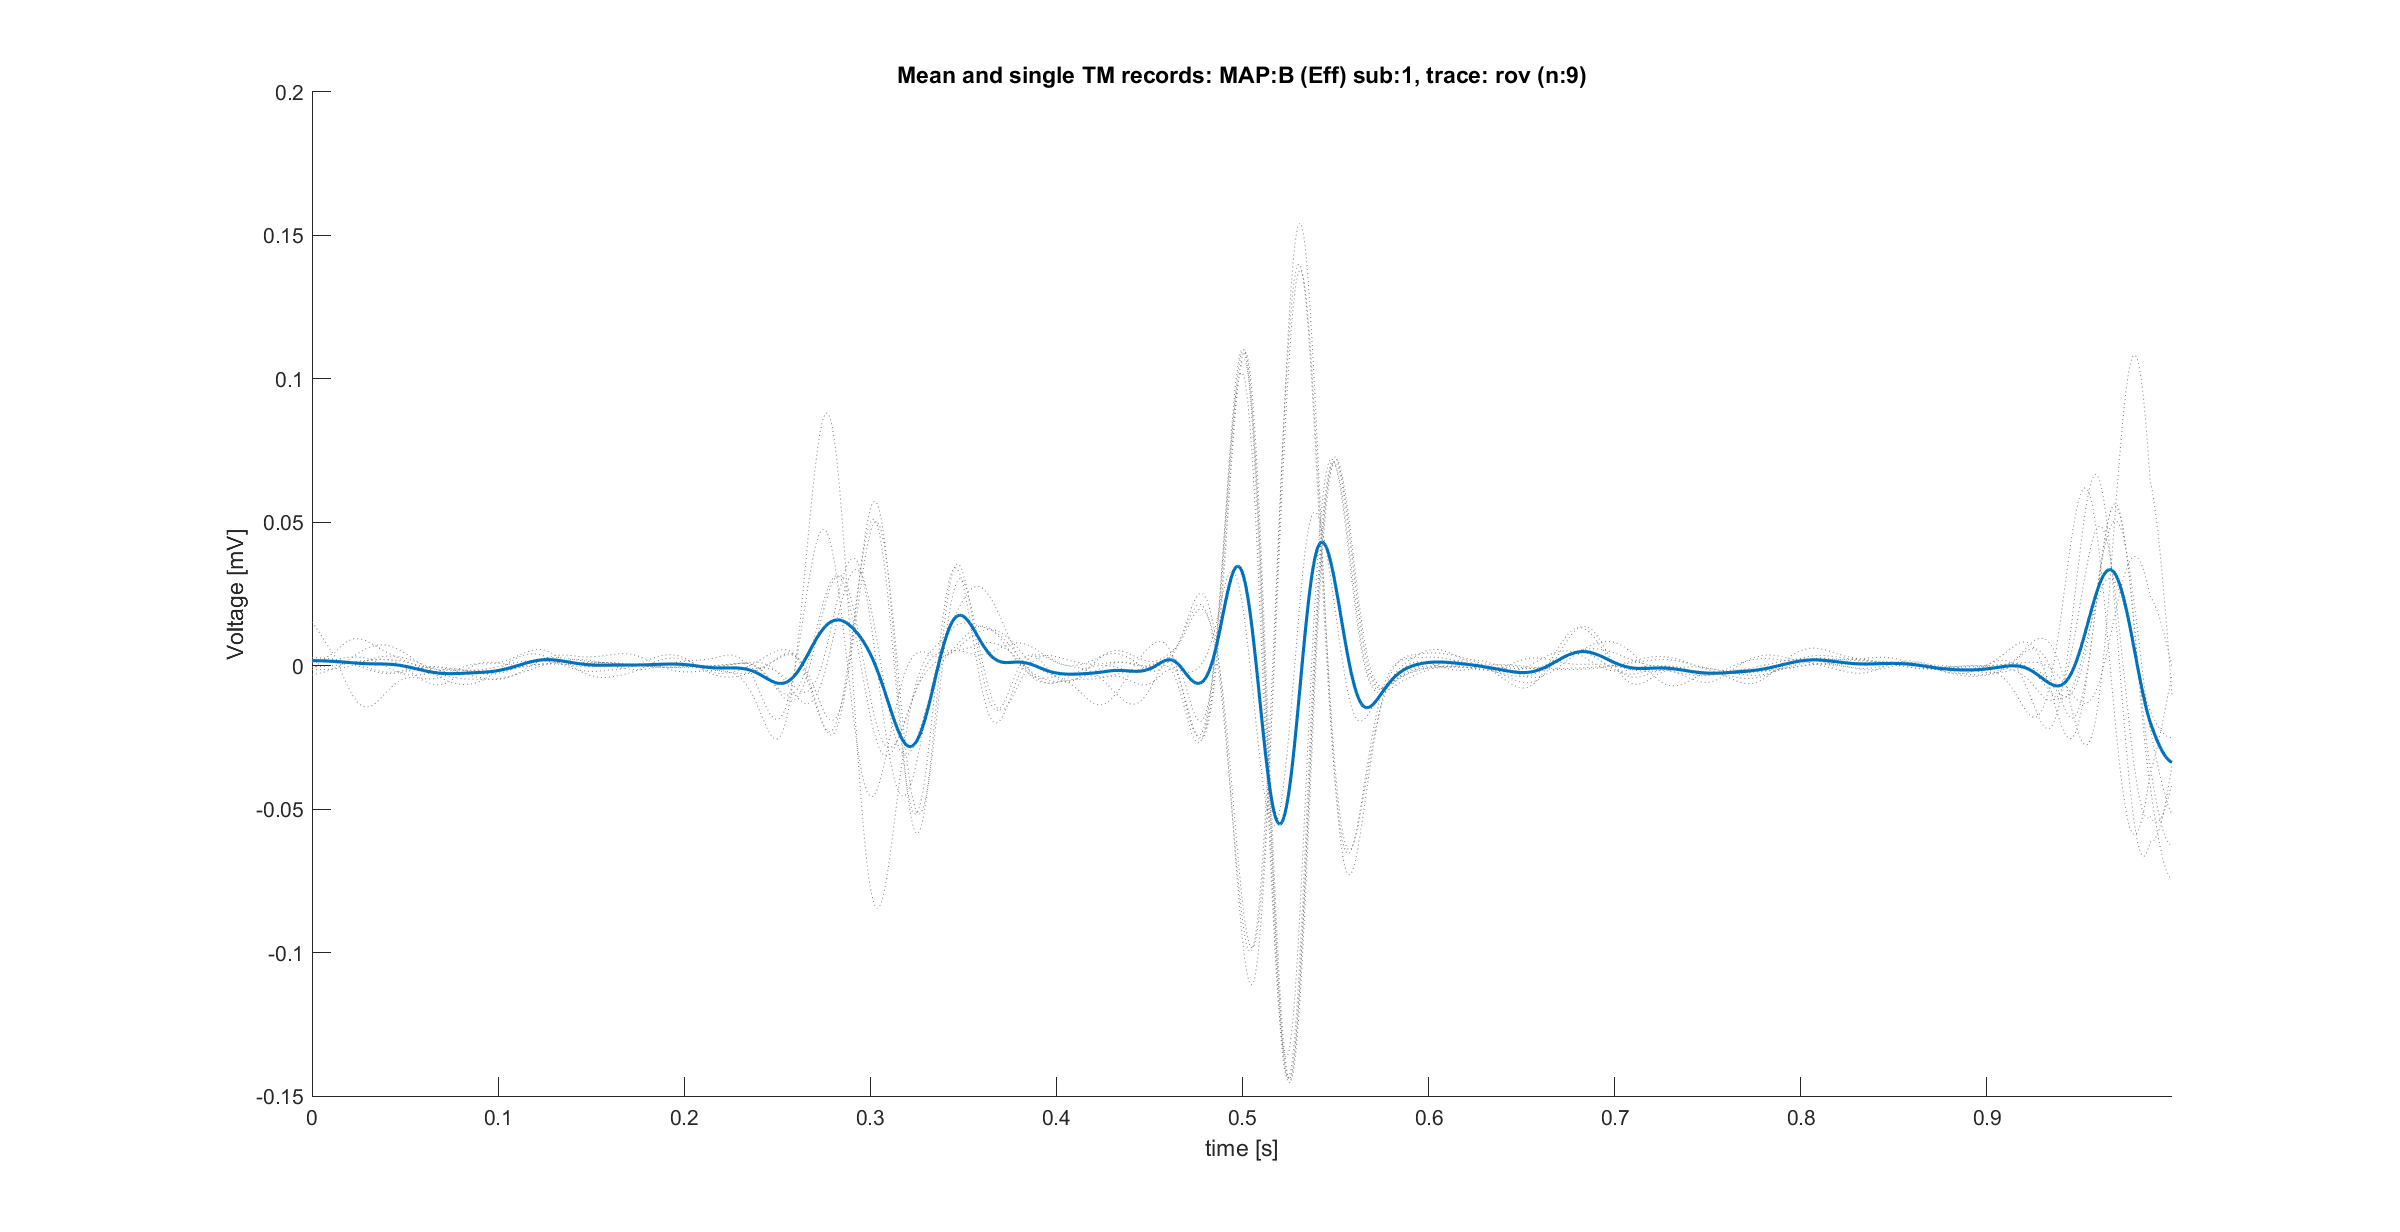 Mean and single TM records: MAP:B (Eff) sub:1, trace: rov (n:9)
0.2
0.15
0.1
0.05
0
-0.05
-0.1
-0.15
Voltage [mV]
0 0.1 0.2 0.3 0.4 0.5 0.6 0.7 0.8 0.9
time [s]